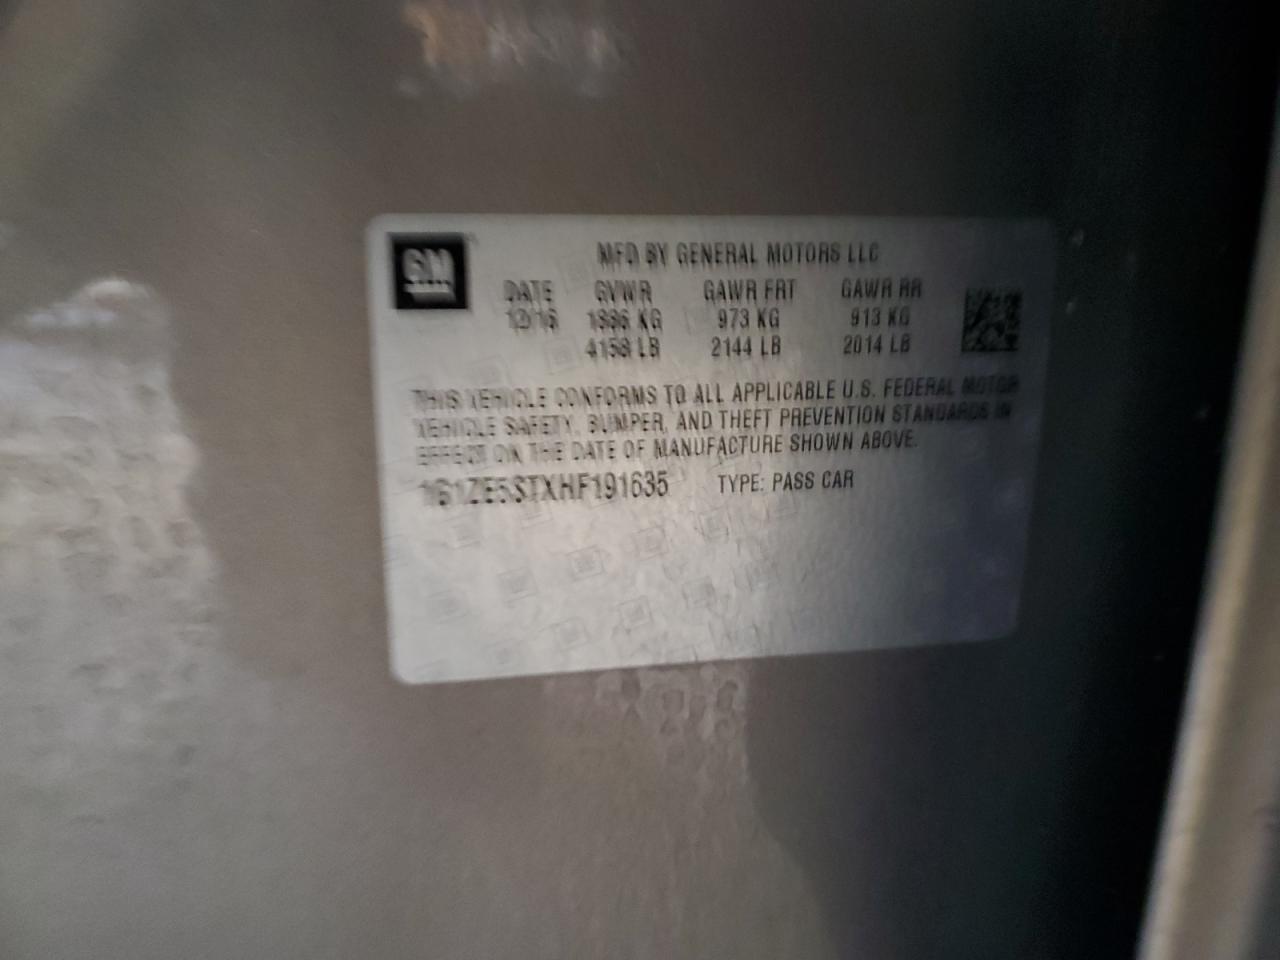 GM
MFD BY GENERAL MOTORS LLC
DATE GVWR GAWR FRT GAWR RR
12/16 1886 KG 973 KG 913 KG
4158 LB 2144 LB 2014 LB
THIS VEHICLE CONFORMS TO ALL APPLICABLE U.S. FEDERAL MOTOR
VEHICLE SAFETY, BUMPER, AND THEFT PREVENTION STANDARDS IN
EFFECT ON THE DATE OF MANUFACTURE SHOWN ABOVE.
1G1ZE5STXHF191635 TYPE: PASS CAR